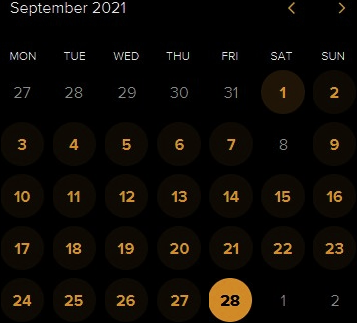 September 2021
MON TUE WED THU FRI SAT SUN
27 28 29 30 31 1 2
3 4 5 6 7 8 9
10 11 12 13 14 15 16
17 18 19 20 21 22 23
24 25 26 27 28 1 2